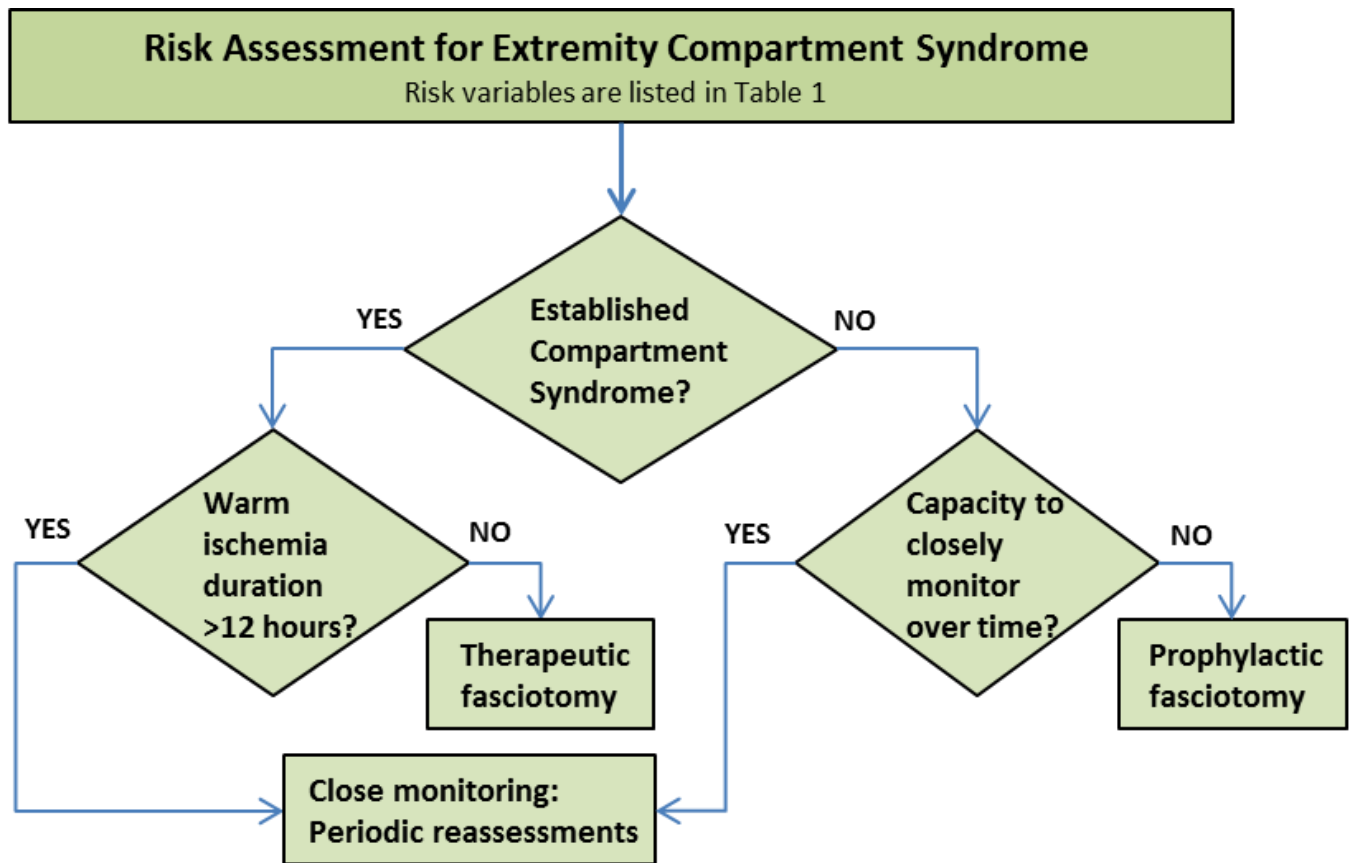 Risk Assessment for Extremity Compartment Syndrome
Risk variables are listed in Table 1
YES
Established
Compartment
Syndrome?
NO
YES
Warm
ischemia
duration
>12 hours?
NO
YES
Capacity to
closely
monitor
over time?
NO
Therapeutic
fasciotomy
Prophylactic
fasciotomy
Close monitoring:
Periodic reassessments